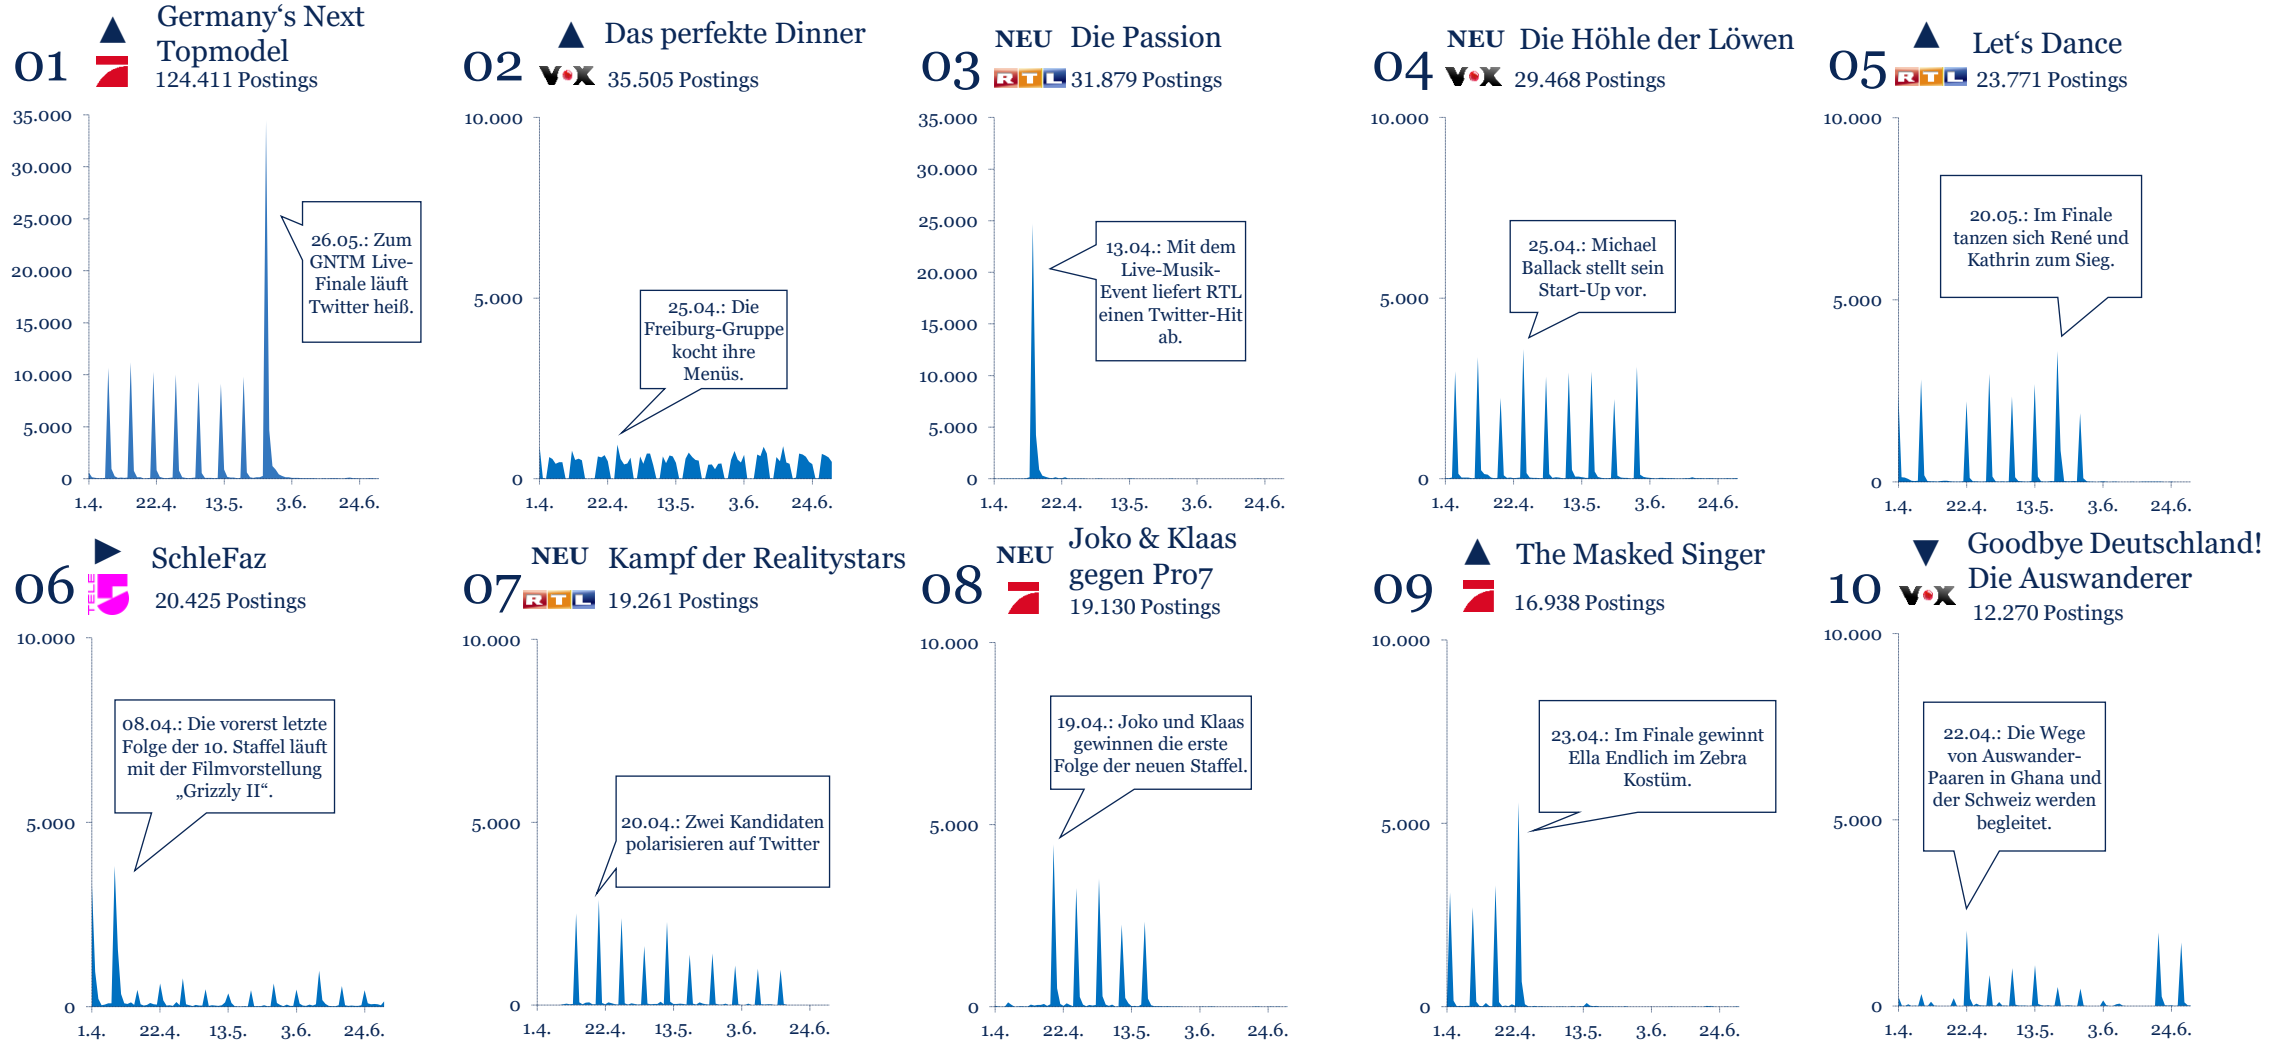 01
Germany‘s Next
Topmodel
124.411 Postings
35.000
30.000
25.000
20.000
15.000
10.000
5.000
0
1.4. 22.4. 13.5. 3.6. 24.6.
26.05.: Zum
GNTM Live-
Finale läuft
Twitter heiß.
02
Das perfekte Dinner
VOX
35.505 Postings
10.000
5.000
0
1.4. 22.4. 13.5. 3.6. 24.6.
25.04.: Die
Freiburg-Gruppe
kocht ihre
Menüs.
03
NEU Die Passion
RTL
31.879 Postings
35.000
30.000
25.000
20.000
15.000
10.000
5.000
0
1.4. 22.4. 13.5. 3.6. 24.6.
13.04.: Mit dem
Live-Musik-
Event liefert RTL
einen Twitter-Hit
ab.
04
NEU Die Höhle der Löwen
VOX
29.468 Postings
10.000
5.000
0
1.4. 22.4. 13.5. 3.6. 24.6.
25.04.: Michael
Ballack stellt sein
Start-Up vor.
05
Let‘s Dance
RTL
23.771 Postings
10.000
5.000
0
1.4. 22.4. 13.5. 3.6. 24.6.
20.05.: Im Finale
tanzen sich René und
Kathrin zum Sieg.
06
SchleFaz
TELE 5
20.425 Postings
10.000
5.000
0
1.4. 22.4. 13.5. 3.6. 24.6.
08.04.: Die vorerst letzte
Folge der 10. Staffel läuft
mit der Filmvorstellung
„Grizzly II“.
07
NEU Kampf der Realitystars
RTL
19.261 Postings
10.000
5.000
0
1.4. 22.4. 13.5. 3.6. 24.6.
20.04.: Zwei Kandidaten
polarisieren auf Twitter
08
NEU Joko & Klaas
gegen Pro7
19.130 Postings
10.000
5.000
0
1.4. 22.4. 13.5. 3.6. 24.6.
19.04.: Joko und Klaas
gewinnen die erste
Folge der neuen Staffel.
09
The Masked Singer
16.938 Postings
10.000
5.000
0
1.4. 22.4. 13.5. 3.6. 24.6.
23.04.: Im Finale gewinnt
Ella Endlich im Zebra
Kostüm.
10
Goodbye Deutschland!
Die Auswanderer
VOX
12.270 Postings
10.000
5.000
0
1.4. 22.4. 13.5. 3.6. 24.6.
22.04.: Die Wege
von Auswander-
Paaren in Ghana und
der Schweiz werden
begleitet.